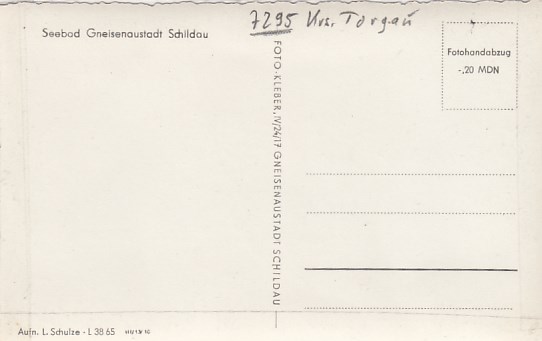 Seebad Gneisenaustadt Schildau
7295 Krs. Torgau
Fotohandabzug
-,20 MDN
FOTO-KLEBER, IV/24/17 GNEISENAUSTADT SCHILDAU
Aufn. L. Schulze - L 38 65